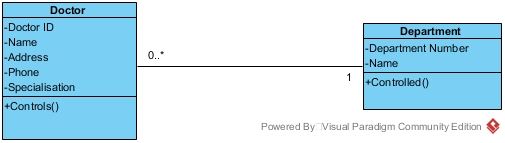 Doctor
-Doctor ID
-Name
-Address
-Phone
-Specialisation
+Controls()
0..*
1
Department
-Department Number
-Name
+Controlled()
Powered By Visual Paradigm Community Edition